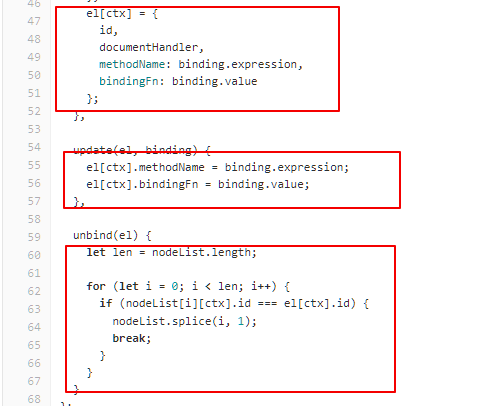 46
47 el[ctx] = {
48 id,
49 documentHandler,
50 methodName: binding.expression,
51 bindingFn: binding.value
52 };
53 },
54
55 update(el, binding) {
56 el[ctx].methodName = binding.expression;
57 el[ctx].bindingFn = binding.value;
58 },
59
60 unbind(el) {
61 let len = nodeList.length;
62
63 for (let i = 0; i < len; i++) {
64 if (nodeList[i][ctx].id === el[ctx].id) {
65 nodeList.splice(i, 1);
66 break;
67 }
68 }
}
};